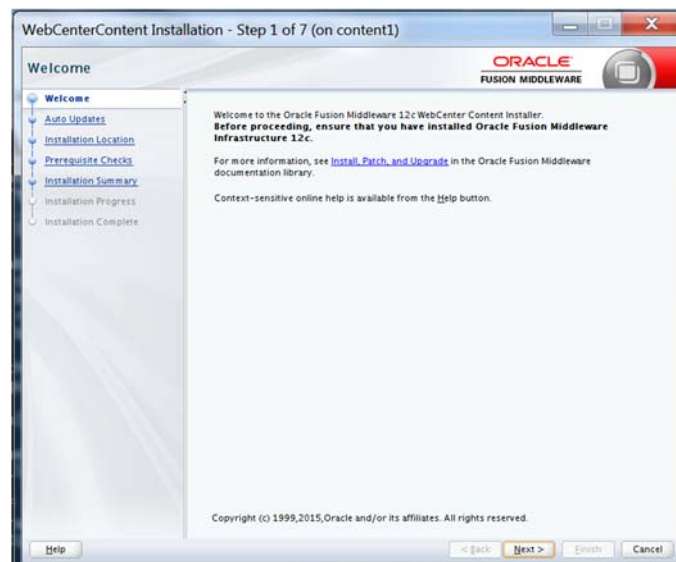 WebCenterContent Installation - Step 1 of 7 (on content1)
Welcome
ORACLE
FUSION MIDDLEWARE
Welcome
Auto Updates
Installation Location
Prerequisite Checks
Installation Summary
Installation Progress
Installation Complete
Welcome to the Oracle Fusion Middleware 12c WebCenter Content Installer.
Before proceeding, ensure that you have installed Oracle Fusion Middleware
Infrastructure 12c.
For more information, see Install, Patch, and Upgrade in the Oracle Fusion Middleware
documentation library.
Context-sensitive online help is available from the Help button.
Copyright (c) 1999,2015,Oracle and/or its affiliates. All rights reserved.
Help
< Back
Next >
Finish
Cancel